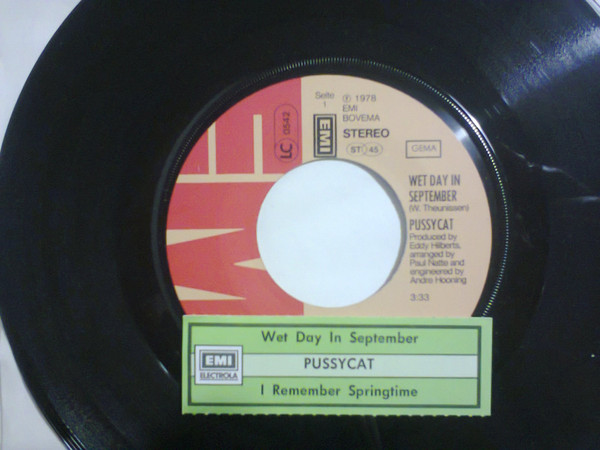 EMI
LC 0542
Seite
1
EMI
℗ 1978
EMI
BOVEMA
STEREO
ST 45
GEMA
WET DAY IN
SEPTEMBER
(W. Theunissen)
PUSSYCAT
Produced by
Eddy Hilberts,
arranged by
Paul Natte and
engineered by
Andre Hooning
3:33
Wet Day In September
EMI
ELECTROLA
PUSSYCAT
I Remember Springtime